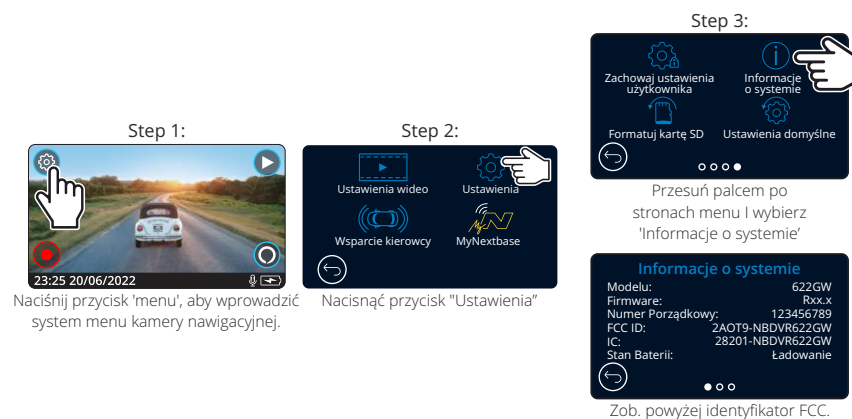 Step 1:
23:25 20/06/2022
Naciśnij przycisk 'menu', aby wprowadzić
system menu kamery nawigacyjnej.
Step 2:
Ustawienia wideo
Ustawienia
Wsparcie kierowcy
MyNextbase
Nacisnąć przycisk "Ustawienia”
Step 3:
Zachowaj ustawienia
użytkownika
Informacje
o systemie
Formatuj kartę SD
Ustawienia domyślne
Przesuń palcem po
stronach menu I wybierz
'Informacje o systemie’
Informacje o systemie
Modelu: 622GW
Firmware: Rxx.x
Numer Porządkowy: 123456789
FCC ID: 2AOT9-NBDVR622GW
IC: 28201-NBDVR622GW
Stan Baterii: Ładowanie
Zob. powyżej identyfikator FCC.